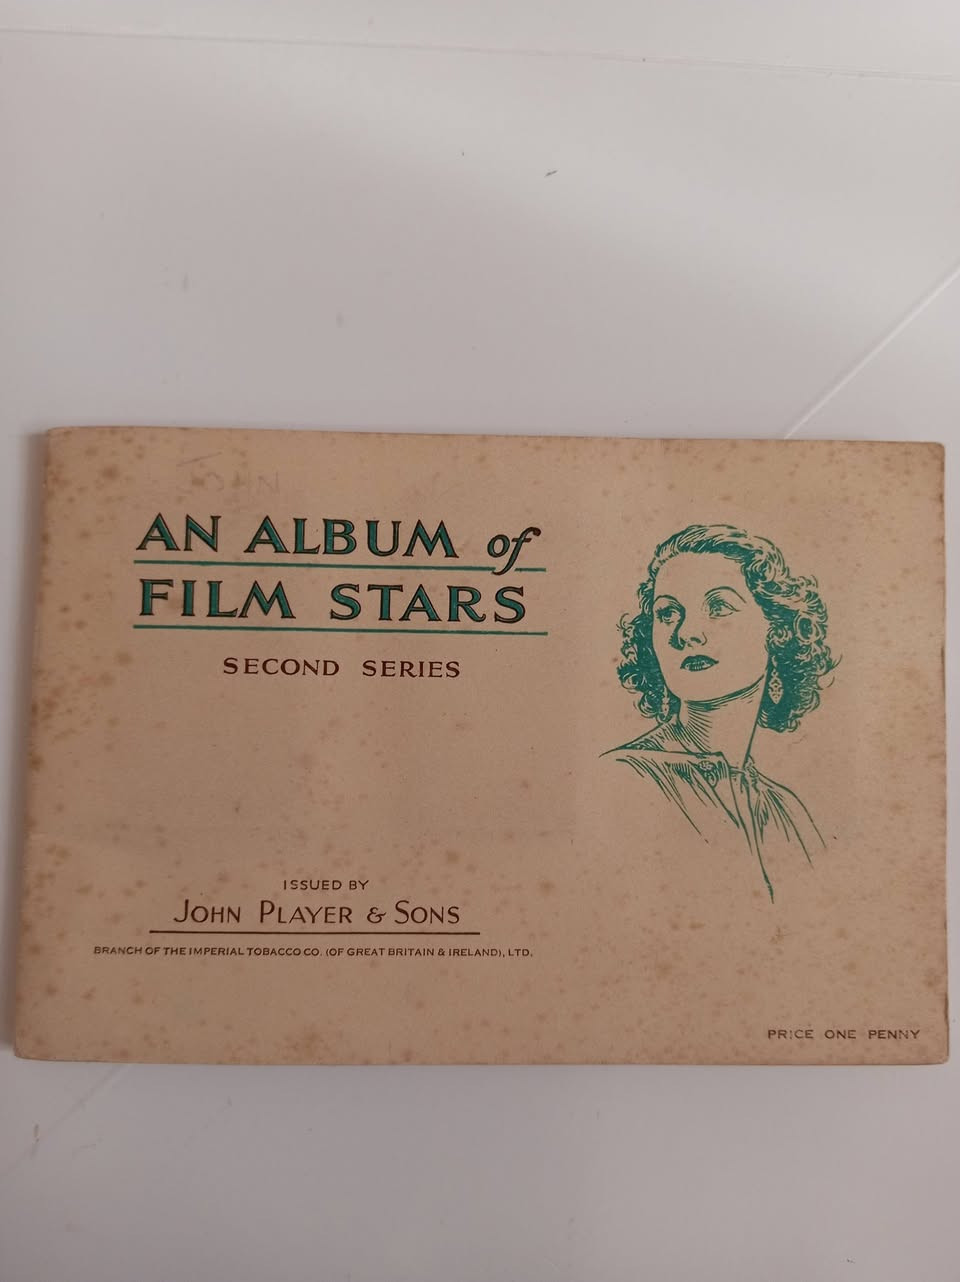 AN ALBUM of
FILM STARS
SECOND SERIES
ISSUED BY
JOHN PLAYER & SONS
BRANCH OF THE IMPERIAL TOBACCO CO. (OF GREAT BRITAIN & IRELAND), LTD.
PRICE ONE PENNY